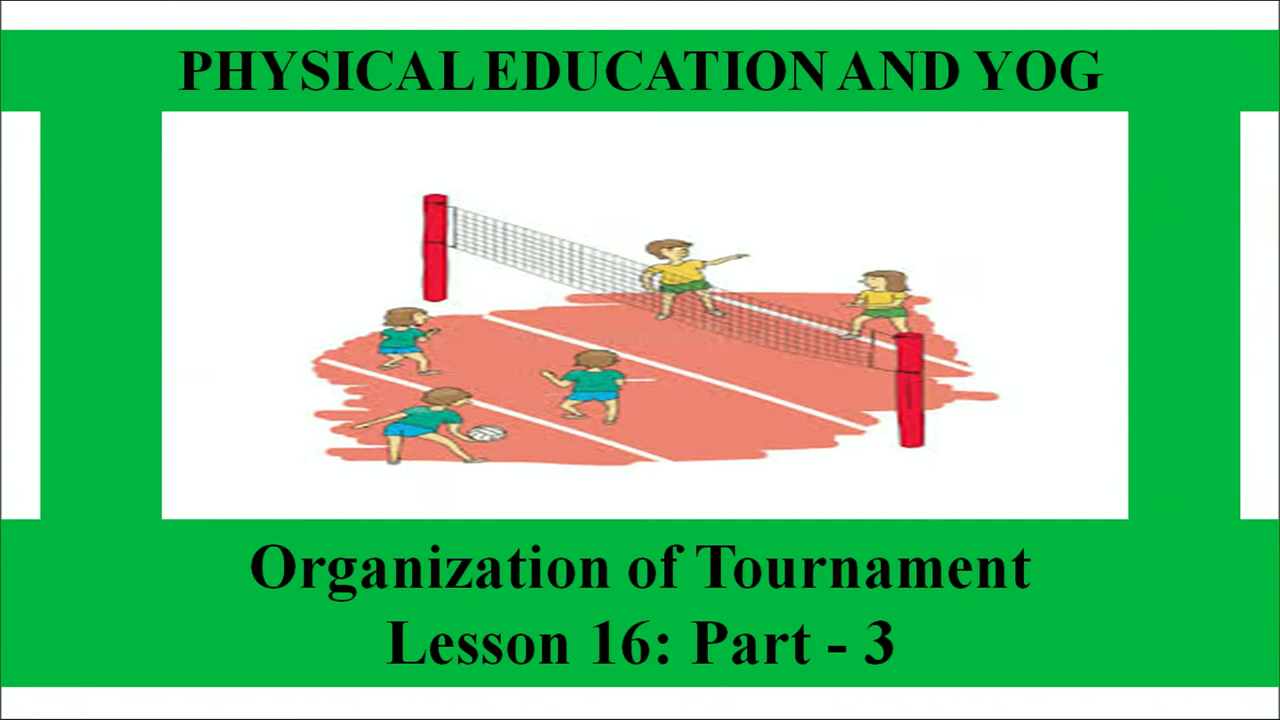 PHYSICAL EDUCATION AND YOG
Organization of Tournament
Lesson 16: Part - 3